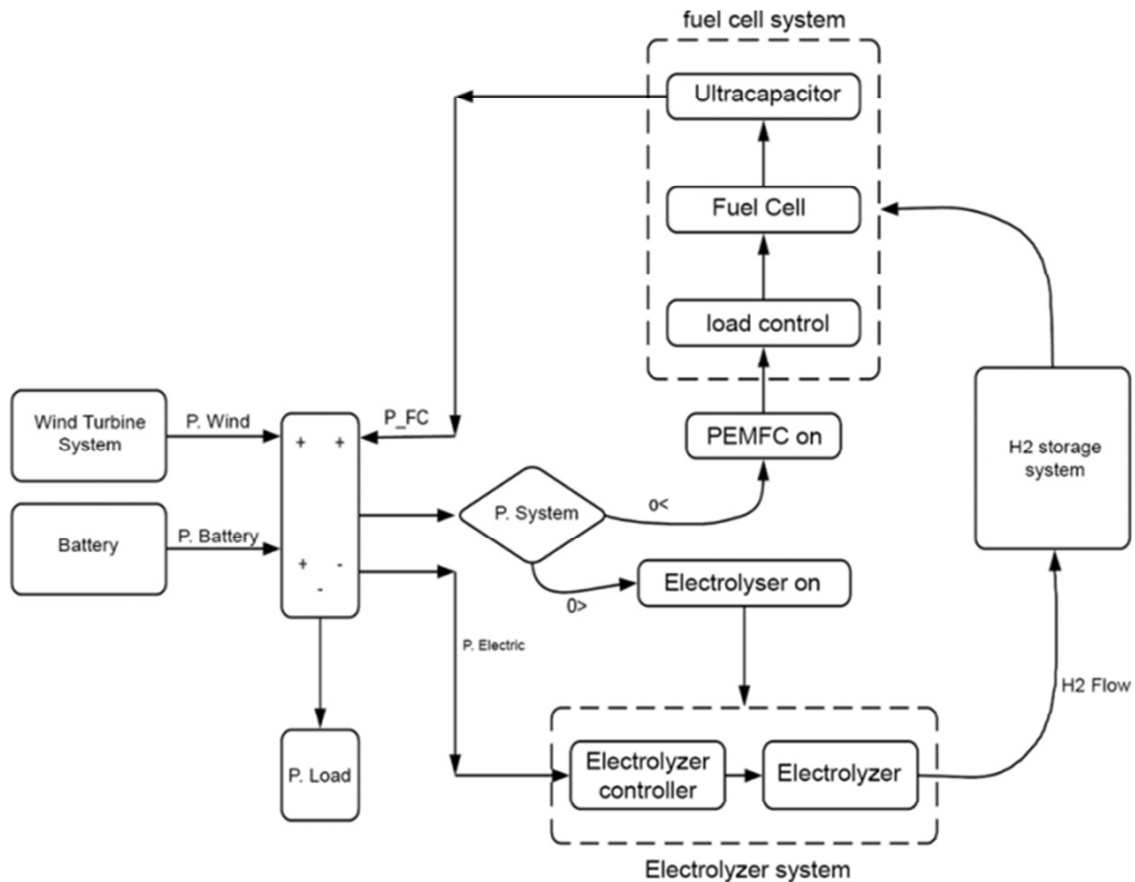 fuel cell system
Ultracapacitor
Fuel Cell
load control
Wind Turbine
System
P. Wind
+ +
P_FC
PEMFC on
H2 storage
system
P. System
o<
Battery
P. Battery
+ -
-
Electrolyser on
0>
P. Electric
H2 Flow
P. Load
Electrolyzer
controller
Electrolyzer
Electrolyzer system